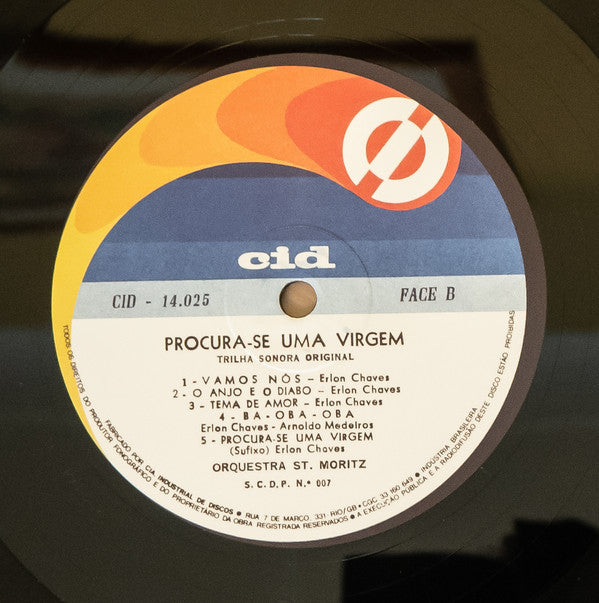 cid
CID - 14.025 FACE B
PROCURA-SE UMA VIRGEM
TRILHA SONORA ORIGINAL
1 - VAMOS NÓS - Erlon Chaves
2 - O ANJO E O DIABO - Erlon Chaves
3 - TEMA DE AMOR - Erlon Chaves
4 - BA - OBA - OBA
Erlon Chaves - Arnoldo Medeiros
5 - PROCURA-SE UMA VIRGEM
(Sufixo) Erlon Chaves
ORQUESTRA ST. MORITZ
S. C. D. P. N.º 007
FABRICADO POR CIA. INDUSTRIAL DE DISCOS ● RUA 7 DE MARÇO 331 - RIO/GB - CGC 33 160 649 ● INDÚSTRIA BRASILEIRA
TODOS OS DIREITOS DO PRODUTOR FONOGRÁFICO E DO PROPRIETÁRIO DA OBRA REGISTRADA RESERVADOS ● A EXECUÇÃO PÚBLICA E A RADIODIFUSÃO DESTE DISCO ESTÃO PROIBIDAS